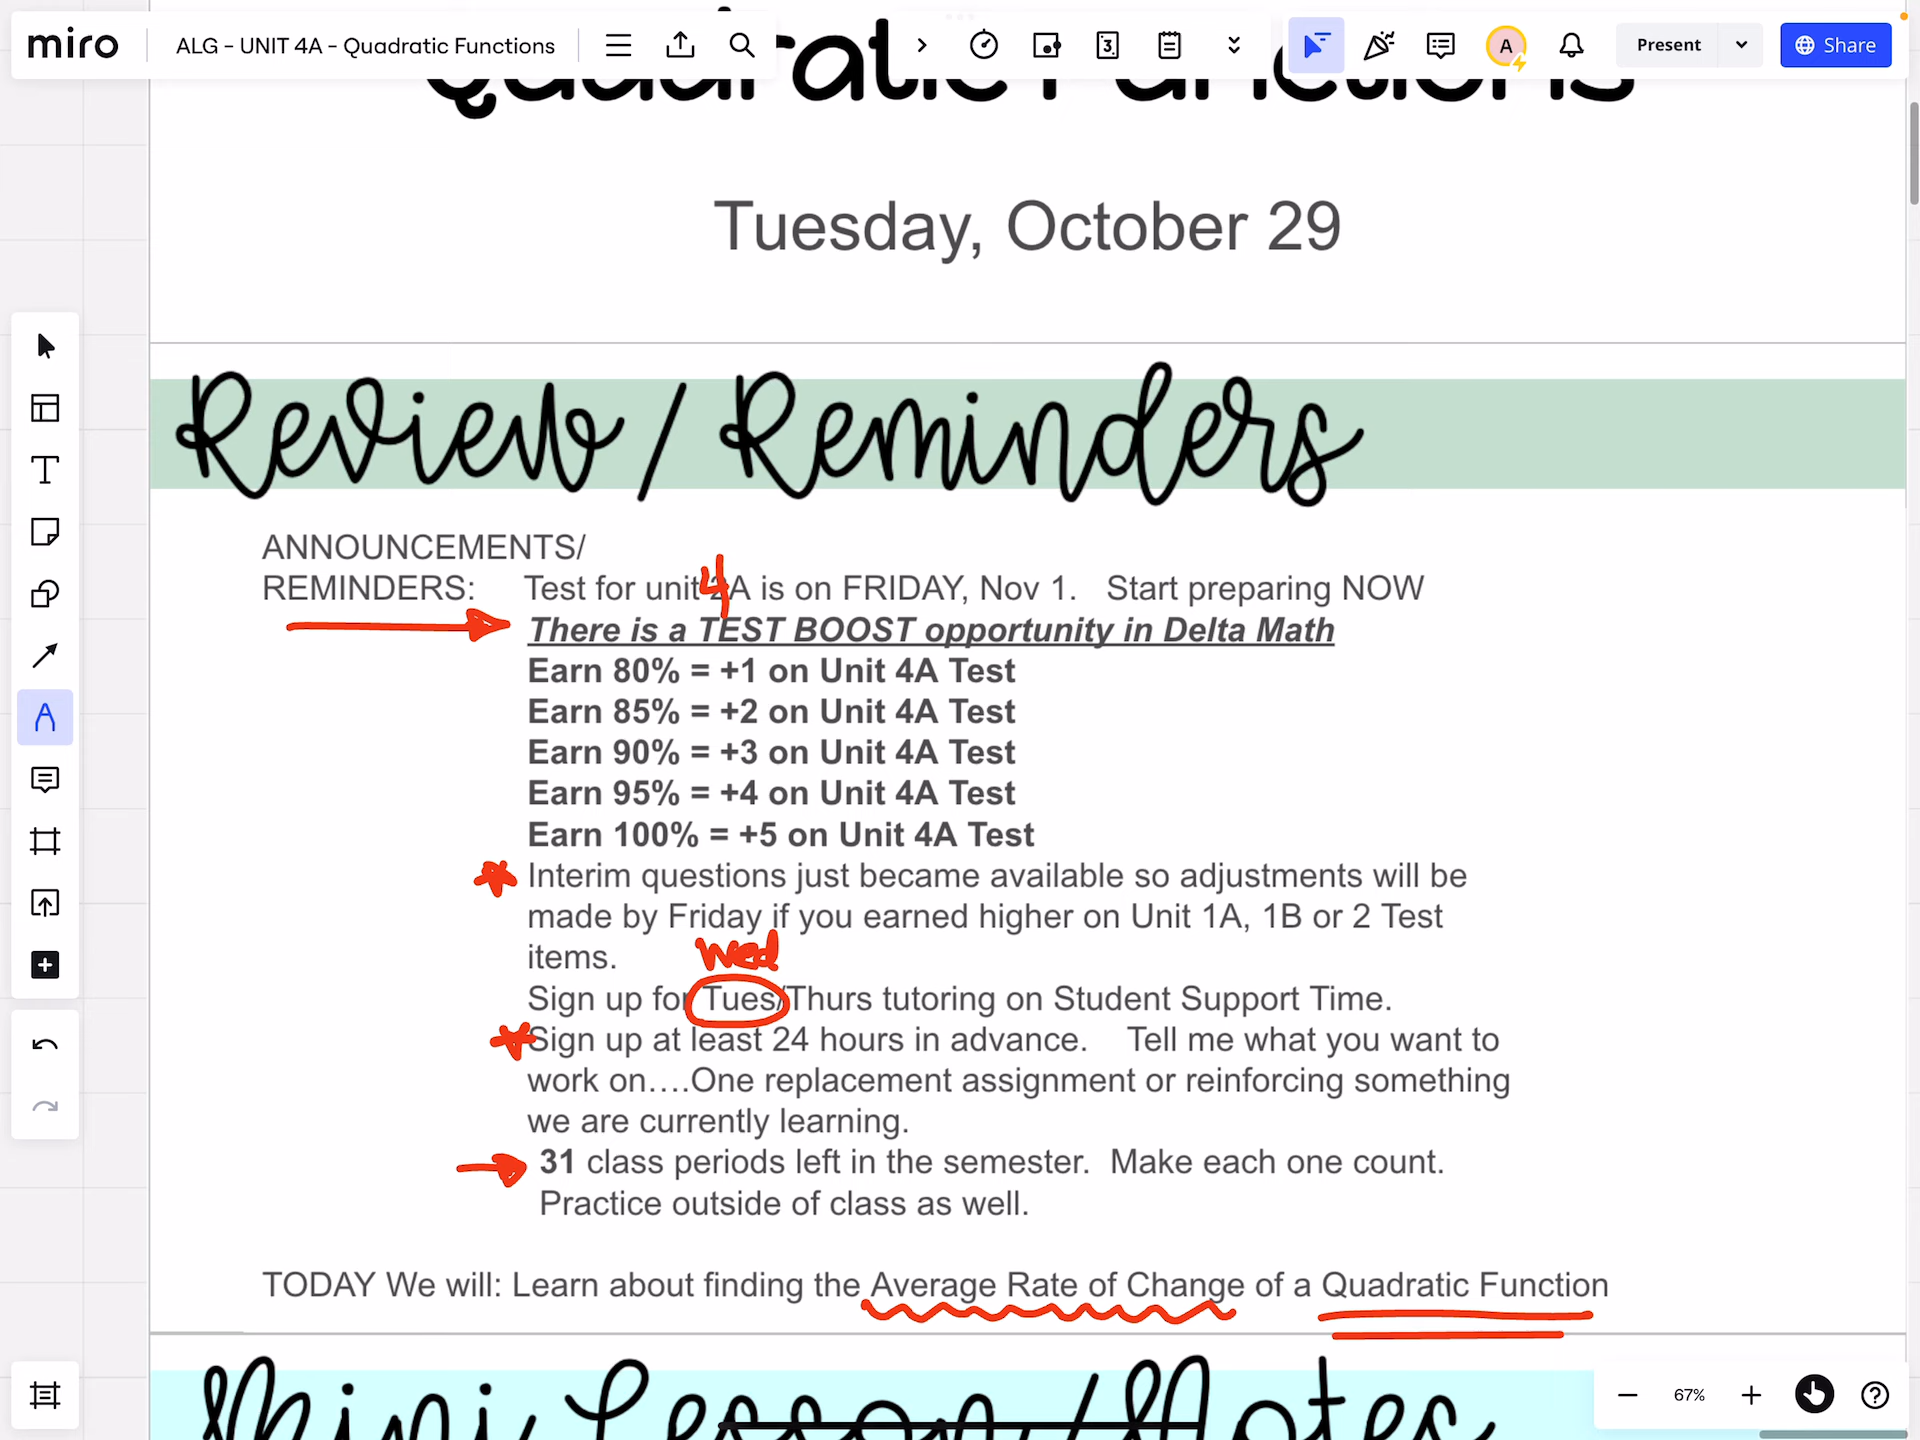 Quadratic Functions
miro
ALG - UNIT 4A - Quadratic Functions
3
A
Present
Share
Tuesday, October 29
Review / Reminders
ANNOUNCEMENTS/
REMINDERS: Test for unit 4A is on FRIDAY, Nov 1. Start preparing NOW
There is a TEST BOOST opportunity in Delta Math
Earn 80% = +1 on Unit 4A Test
Earn 85% = +2 on Unit 4A Test
Earn 90% = +3 on Unit 4A Test
Earn 95% = +4 on Unit 4A Test
Earn 100% = +5 on Unit 4A Test
Interim questions just became available so adjustments will be
made by Friday if you earned higher on Unit 1A, 1B or 2 Test
items.
Wed
Sign up for Tues/Thurs tutoring on Student Support Time.
Sign up at least 24 hours in advance. Tell me what you want to
work on....One replacement assignment or reinforcing something
we are currently learning.
31 class periods left in the semester. Make each one count.
Practice outside of class as well.
TODAY We will: Learn about finding the Average Rate of Change of a Quadratic Function
Mini Lesson/Notes
67%